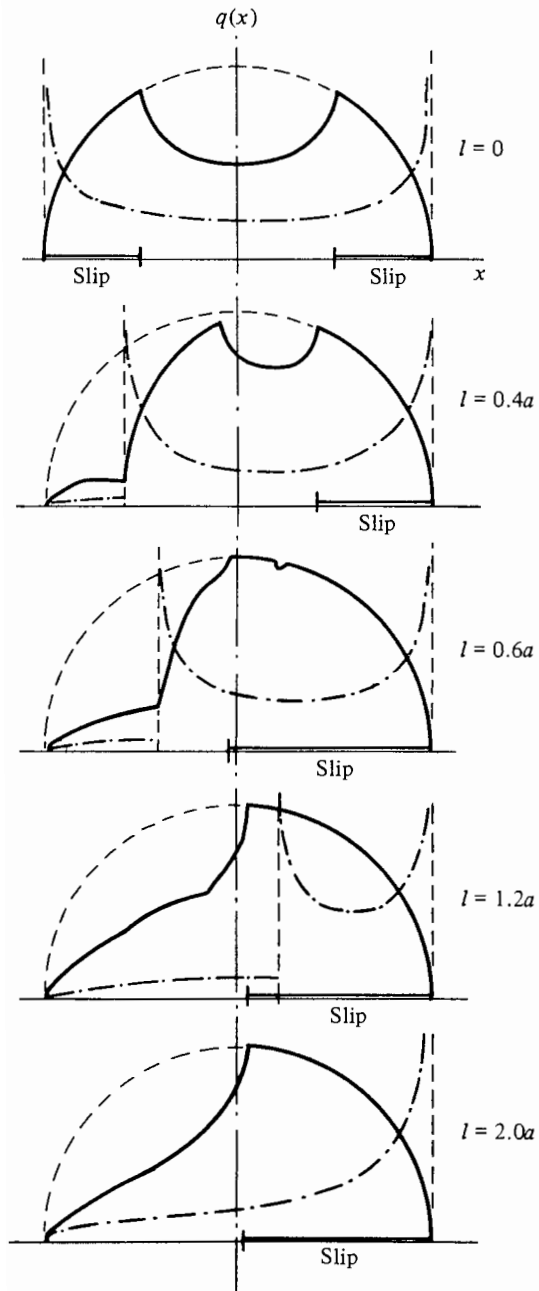 q(x)
l = 0
Slip Slip x
l = 0.4a
Slip
l = 0.6a
Slip
l = 1.2a
Slip
l = 2.0a
Slip